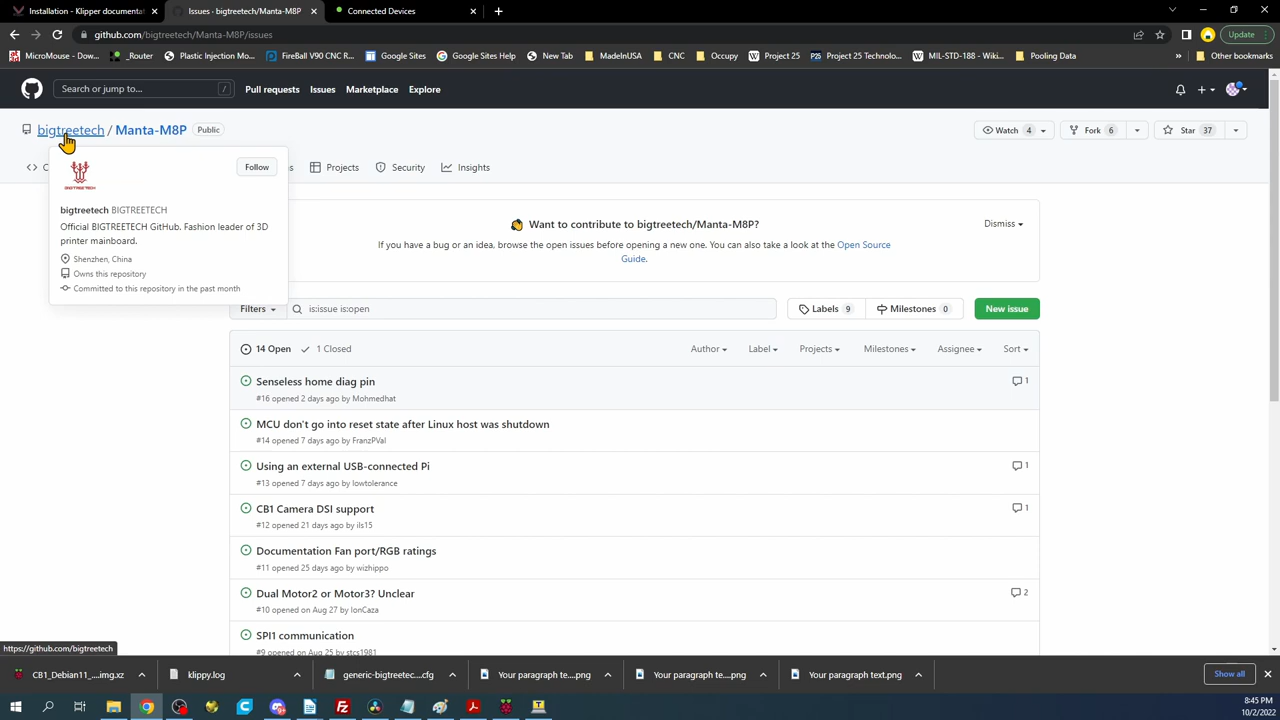 Installation - Klipper documentat
Issues - bigtreetech/Manta-M8P
Connected Devices
github.com/bigtreetech/Manta-M8P/issues
Update
MicroMouse - Dow...
_Router
Plastic Injection Mo...
FireBall V90 CNC R...
Google Sites
Google Sites
New Tab
MadeInUSA
CNC
Occupy
Project 25
Project 25 Technolo...
MIL-STD-188 - Wiki...
Pooling Data
»
Other bookmarks
Search or jump to...
/
Pull requests
Issues
Marketplace
Explore
bigtreetech / Manta-M8P
Public
Watch 4
Fork 6
Star 37
Projects
Security
Insights
BIGTREETECH
Follow
bigtreetech BIGTREETECH
Official BIGTREETECH GitHub. Fashion leader of 3D
printer mainboard.
Shenzhen, China
Owns this repository
Committed to this repository in the past month
Want to contribute to bigtreetech/Manta-M8P?
Dismiss
If you have a bug or an idea, browse the open issues before opening a new one. You can also take a look at the Open Source
Guide.
Filters
is:issue is:open
Labels 9
Milestones 0
New issue
14 Open
1 Closed
Author
Label
Projects
Milestones
Assignee
Sort
Senseless home diag pin
1
#16 opened 2 days ago by Mohmedhat
MCU don't go into reset state after Linux host was shutdown
#14 opened 7 days ago by FranzPVal
Using an external USB-connected Pi
1
#13 opened 7 days ago by lowtolerance
CB1 Camera DSI support
1
#12 opened 21 days ago by ils15
Documentation Fan port/RGB ratings
#11 opened 25 days ago by wizhippo
Dual Motor2 or Motor3? Unclear
2
#10 opened on Aug 27 by IonCaza
SPI1 communication
#9 opened on Aug 25 by stcs1981
https://github.com/bigtreetech
CB1_Debian11_....img.xz
klippy.log
generic-bigtreetec....cfg
Your paragraph te....png
Your paragraph te....png
Your paragraph text.png
Show all
8:45 PM
10/2/2022